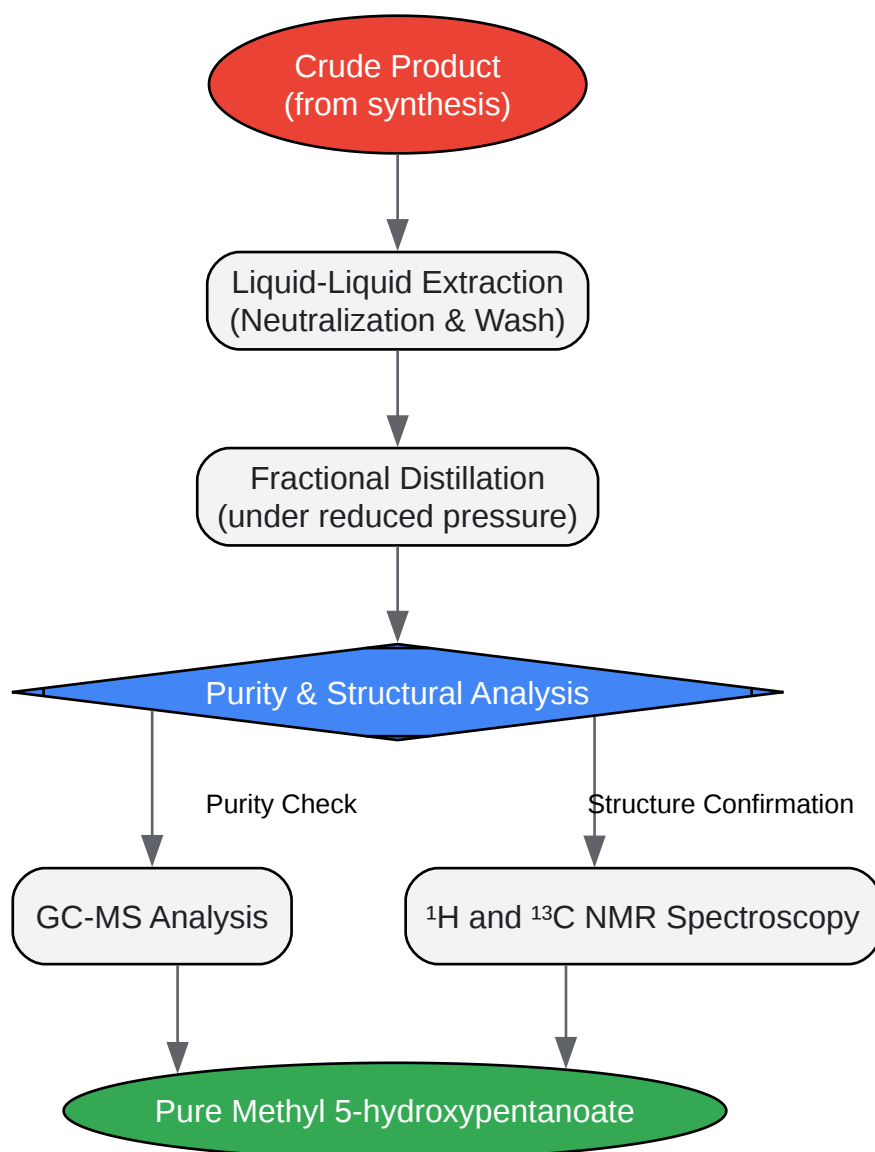 Crude Product
(from synthesis)
Liquid-Liquid Extraction
(Neutralization & Wash)
Fractional Distillation
(under reduced pressure)
Purity & Structural Analysis
Purity Check
Structure Confirmation
GC-MS Analysis
¹H and ¹³C NMR Spectroscopy
Pure Methyl 5-hydroxypentanoate